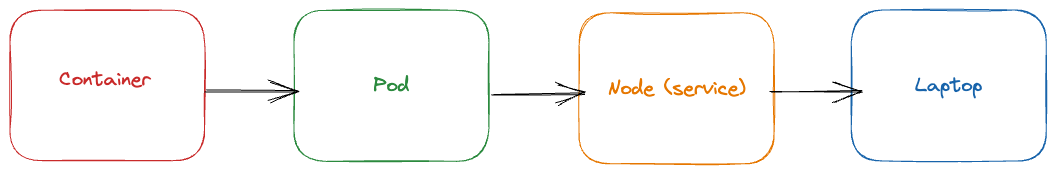 Container
Pod
Node (service)
Laptop